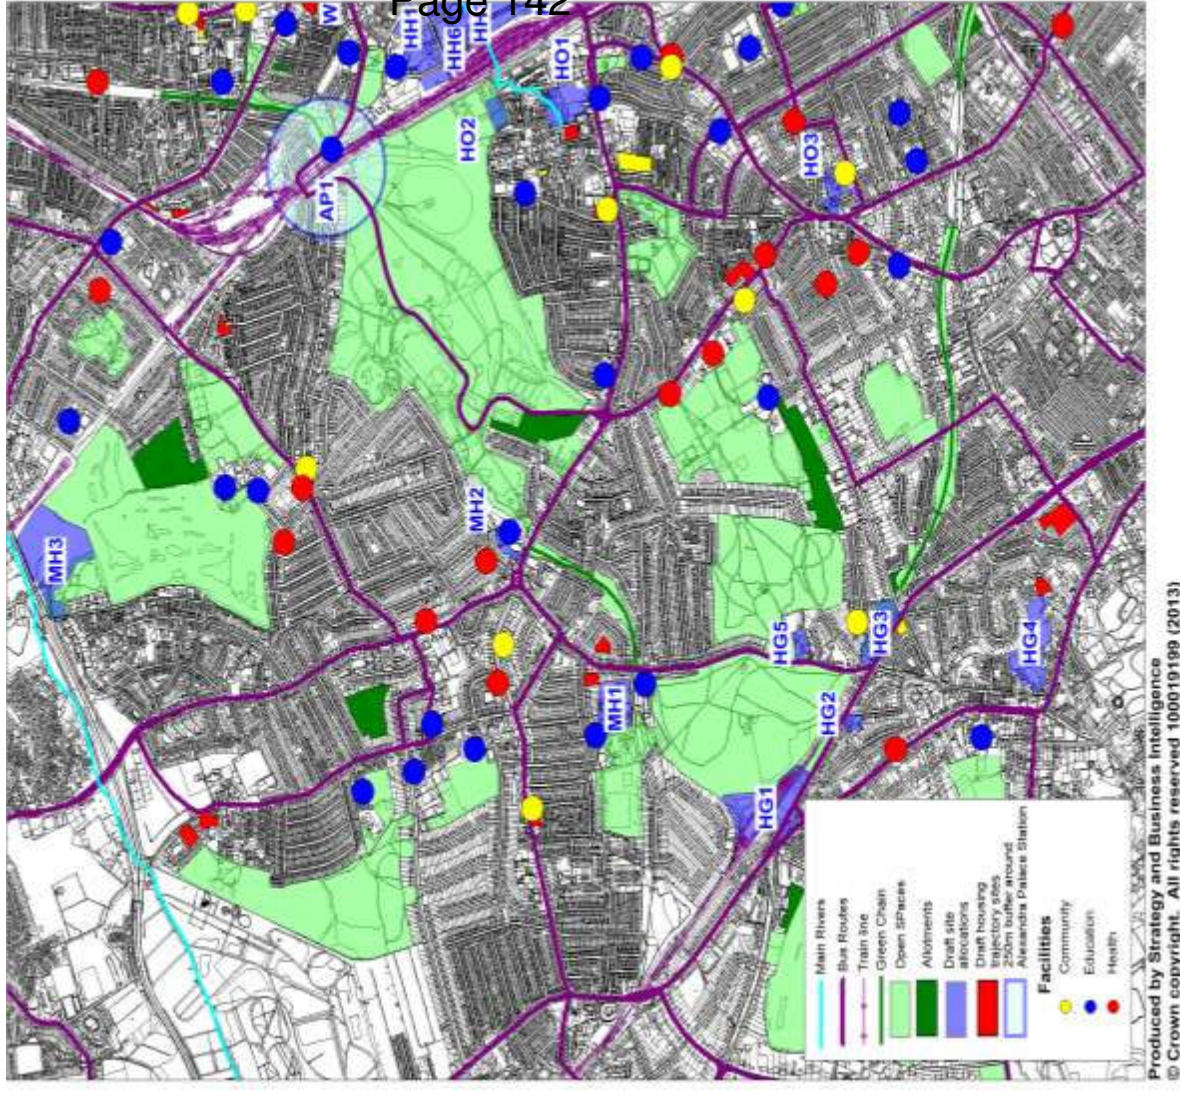 Page 142
W
AP1
HH1
HH6
HH
HO1
HO2
HO3
MH3
MH2
MH1
HG5
HG3
HG4
HG2
HG1
Main Rivers
Bus Routes
Train line
Green Chain
Open SPaces
Allotments
Draft site
allocations
Draft housing
trajectory sites
250m buffer around
Alexandra Palace Station
Facilities
Community
Education
Health
Produced by Strategy and Business Intelligence
© Crown copyright. All rights reserved 100019199 (2013)